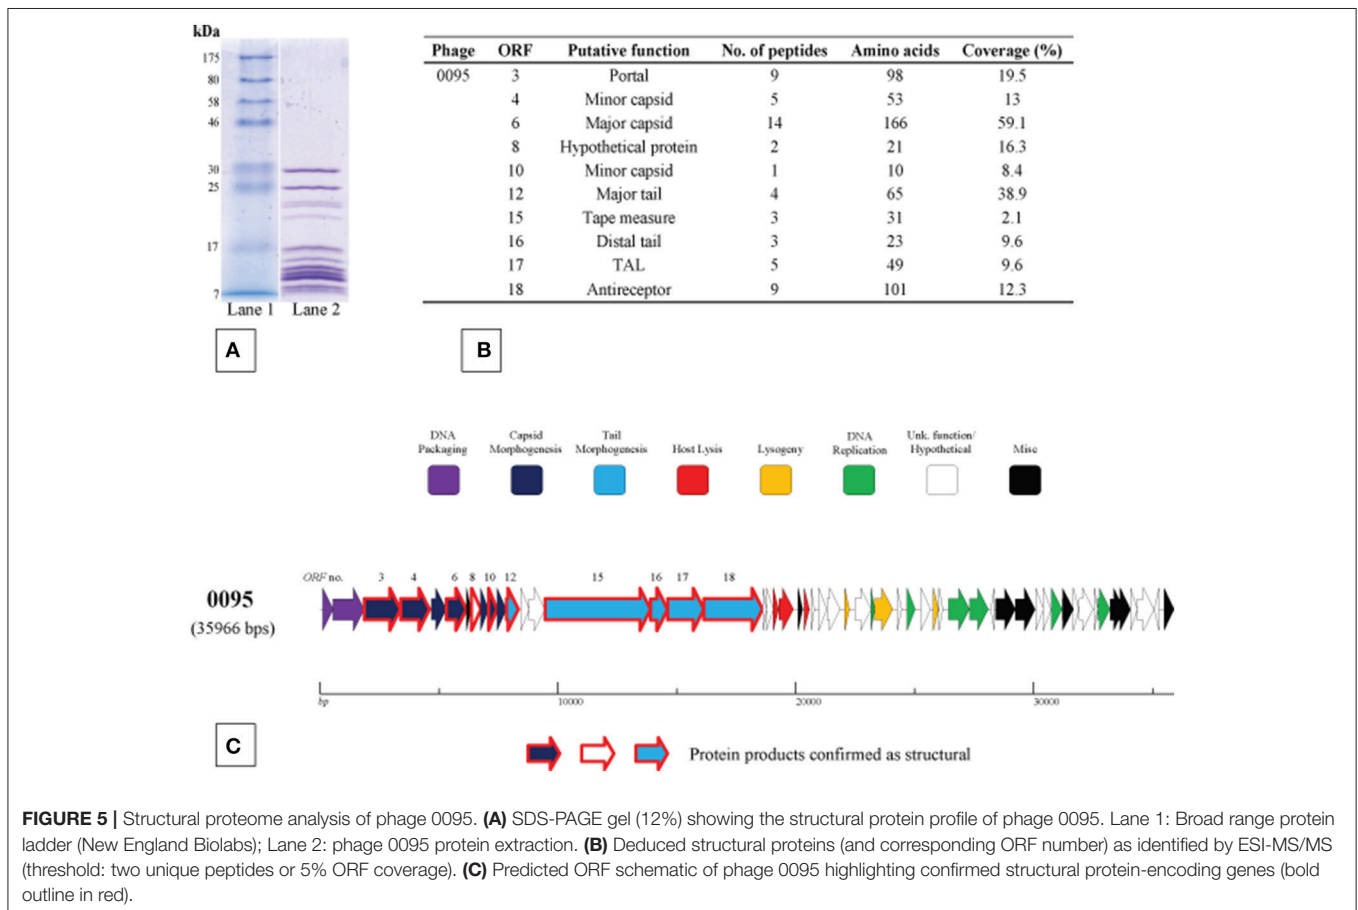 kDa
175
80
58
46
30
25
17
7
Lane 1 Lane 2
A
Phage ORF Putative function No. of peptides Amino acids Coverage (%)
0095 3 Portal 9 98 19.5
4 Minor capsid 5 53 13
6 Major capsid 14 166 59.1
8 Hypothetical protein 2 21 16.3
10 Minor capsid 1 10 8.4
12 Major tail 4 65 38.9
15 Tape measure 3 31 2.1
16 Distal tail 3 23 9.6
17 TAL 5 49 9.6
18 Antireceptor 9 101 12.3
B
DNA Packaging
Capsid Morphogenesis
Tail Morphogenesis
Host Lysis
Lysogeny
DNA Replication
Unk. function/ Hypothetical
Misc
ORF no. 3 4 6 8 10 12 15 16 17 18
0095
(35966 bps)
bp 10000 20000 30000
C
Protein products confirmed as structural
FIGURE 5 | Structural proteome analysis of phage 0095. (A) SDS-PAGE gel (12%) showing the structural protein profile of phage 0095. Lane 1: Broad range protein
ladder (New England Biolabs); Lane 2: phage 0095 protein extraction. (B) Deduced structural proteins (and corresponding ORF number) as identified by ESI-MS/MS
(threshold: two unique peptides or 5% ORF coverage). (C) Predicted ORF schematic of phage 0095 highlighting confirmed structural protein-encoding genes (bold
outline in red).